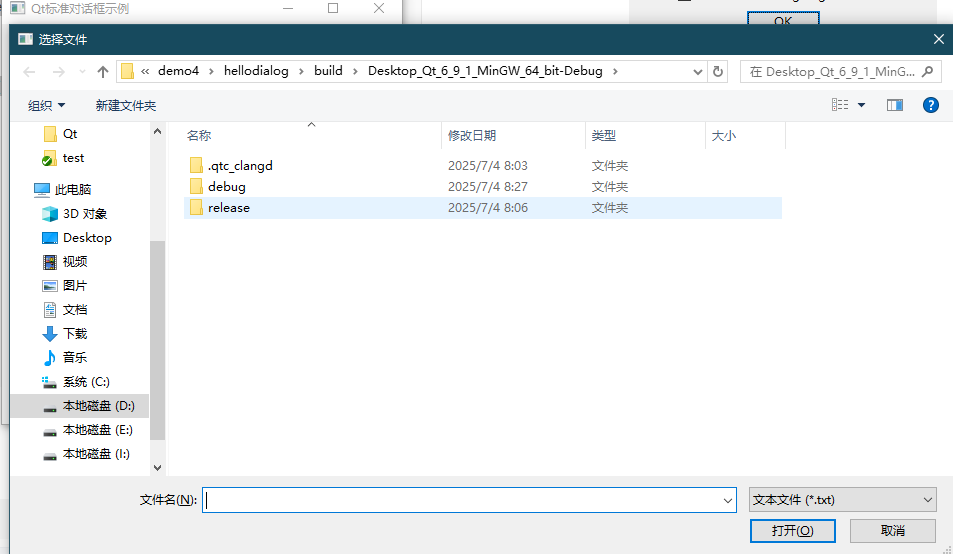 Qt标准对话框示例
OK
选择文件
« demo4 › hellodialog › build › Desktop_Qt_6_9_1_MinGW_64_bit-Debug ›
在 Desktop_Qt_6_9_1_MinG...
组织 新建文件夹
Qt
test
此电脑
3D 对象
Desktop
视频
图片
文档
下载
音乐
系统 (C:)
本地磁盘 (D:)
本地磁盘 (E:)
本地磁盘 (I:)
名称 修改日期 类型 大小
.qtc_clangd 2025/7/4 8:03 文件夹
debug 2025/7/4 8:27 文件夹
release 2025/7/4 8:06 文件夹
文件名(N): 文本文件 (*.txt)
打开(O) 取消